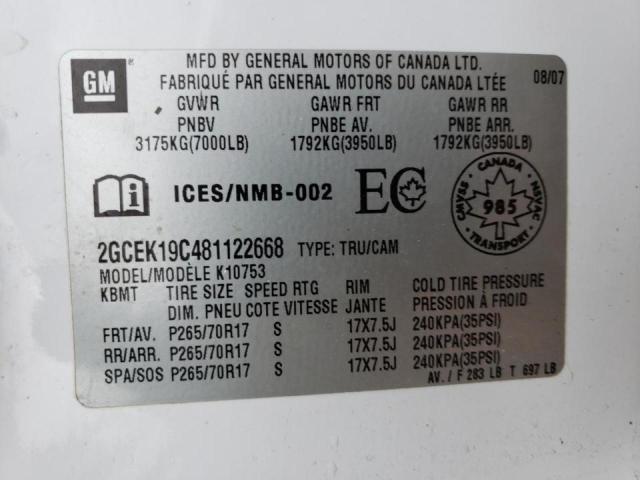 GM
MFD BY GENERAL MOTORS OF CANADA LTD.
FABRIQUÉ PAR GENERAL MOTORS DU CANADA LTÉE 08/07
GVWR GAWR FRT GAWR RR
PNBV PNBE AV. PNBE ARR.
3175KG(7000LB) 1792KG(3950LB) 1792KG(3950LB)
i ICES/NMB-002 EC
CANADA
CMVSS 985 NSVAC
TRANSPORT
2GCEK19C481122668 TYPE: TRU/CAM
MODEL/MODÈLE K10753
KBMT TIRE SIZE SPEED RTG RIM COLD TIRE PRESSURE
DIM. PNEU COTE VITESSE JANTE PRESSION À FROID
FRT/AV. P265/70R17 S 17X7.5J 240KPA(35PSI)
RR/ARR. P265/70R17 S 17X7.5J 240KPA(35PSI)
SPA/SOS P265/70R17 S 17X7.5J 240KPA(35PSI)
AV./ F 283 LB T 697 LB